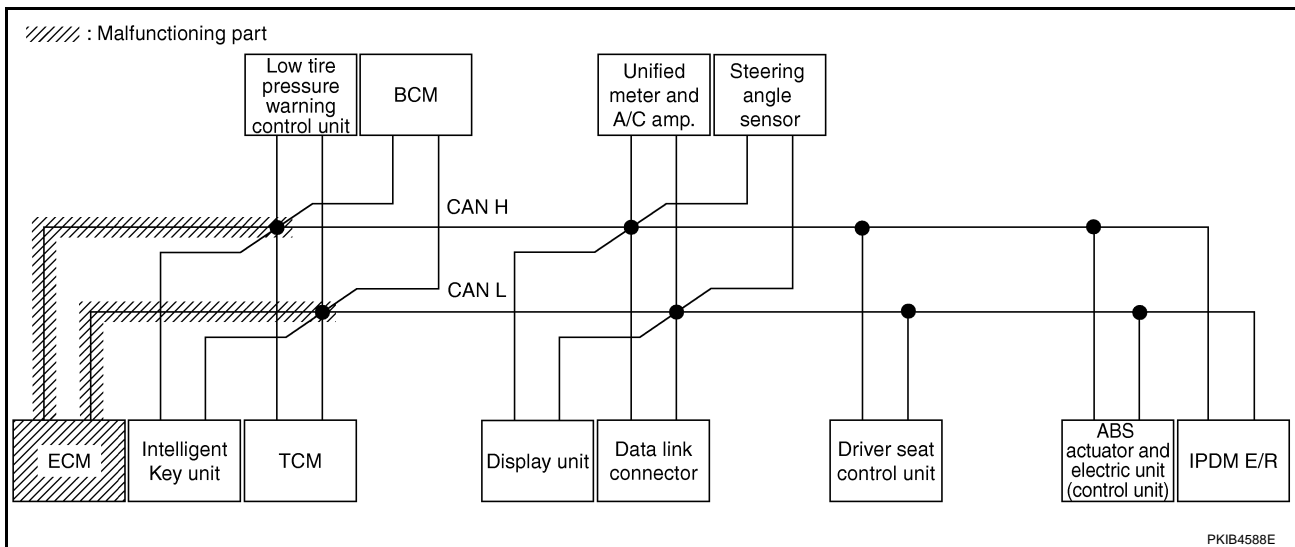 : Malfunctioning part
Low tire
pressure
warning
control unit
BCM
Unified
meter and
A/C amp.
Steering
angle
sensor
CAN H
CAN L
ECM
Intelligent
Key unit
TCM
Display unit
Data link
connector
Driver seat
control unit
ABS
actuator and
electric unit
(control unit)
IPDM E/R
PKIB4588E